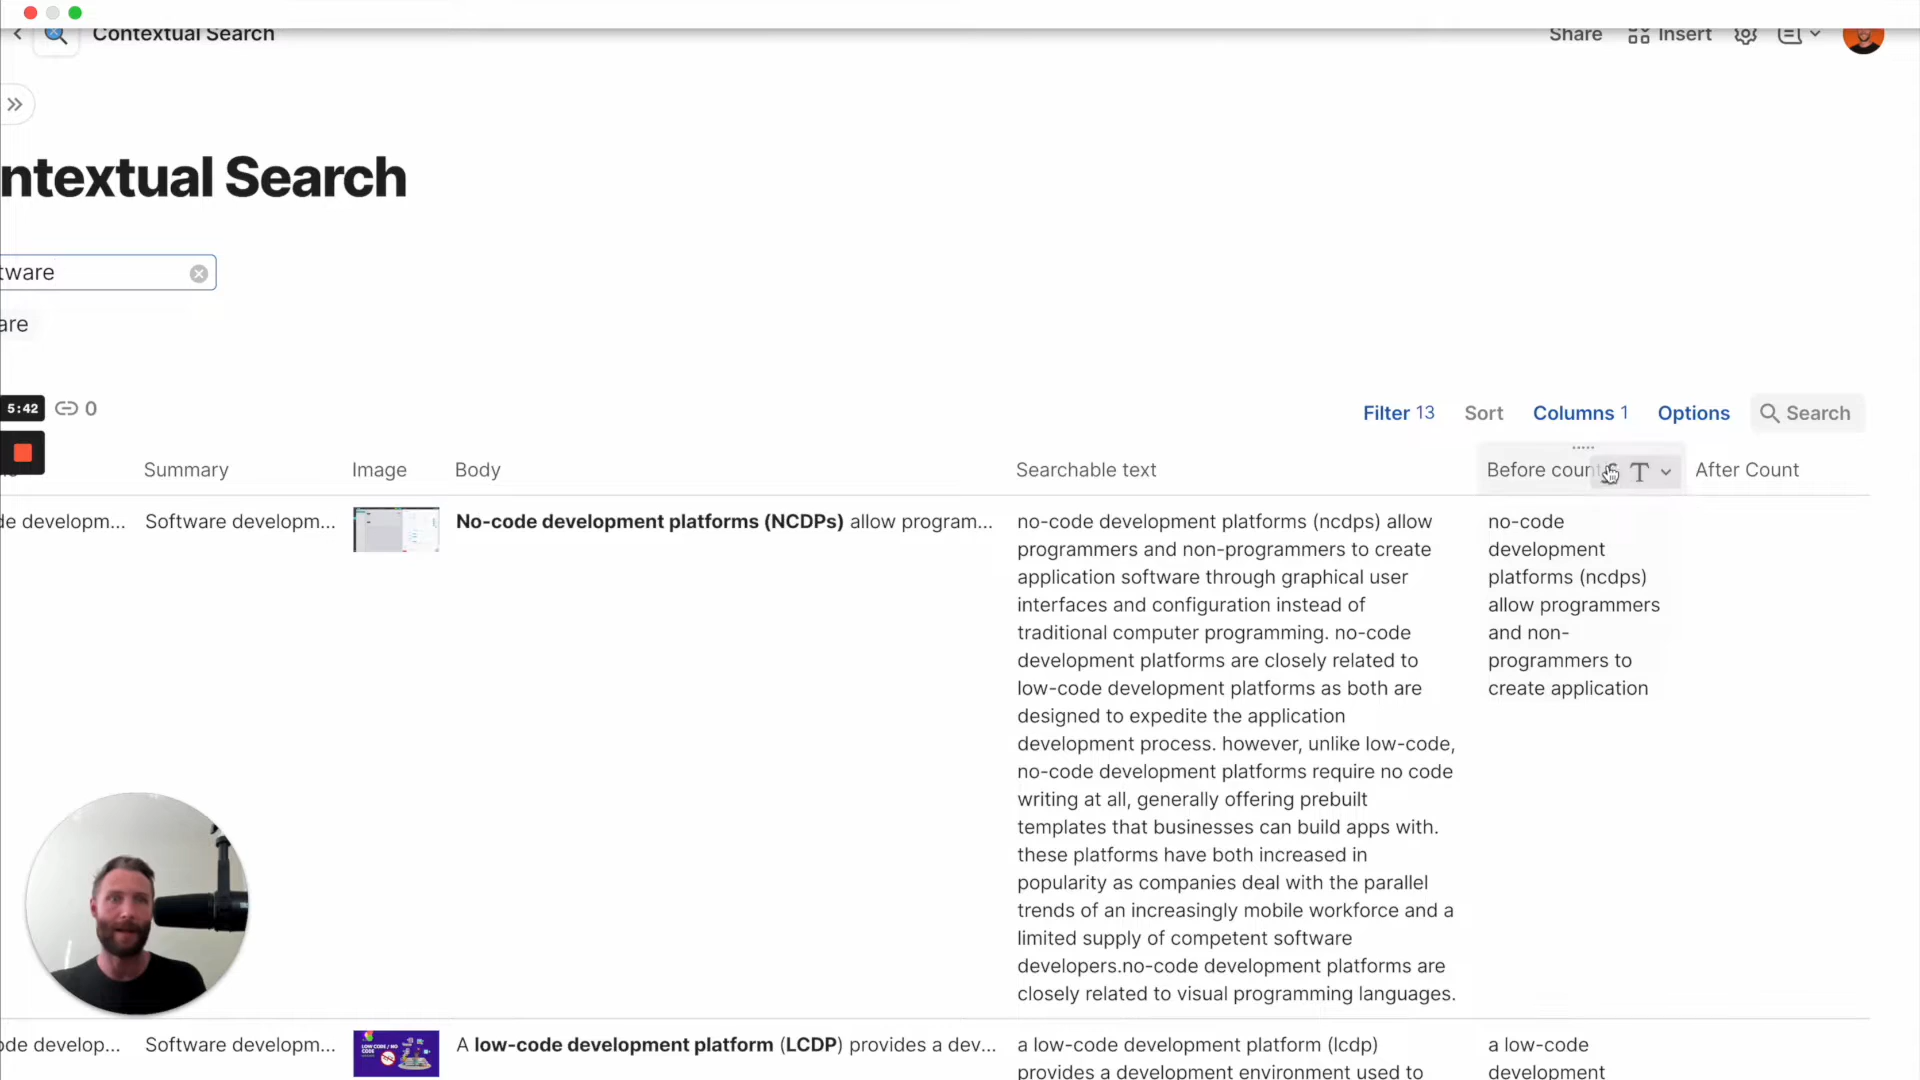 Contextual Search
Share
Insert
ntextual Search
tware
are
5:42
0
Filter 13
Sort
Columns 1
Options
Search
Summary
Image
Body
Searchable text
Before coun
After Count
de developm...
Software developm...
No-code development platforms (NCDPs) allow program...
no-code development platforms (ncdps) allow
programmers and non-programmers to create
application software through graphical user
interfaces and configuration instead of
traditional computer programming. no-code
development platforms are closely related to
low-code development platforms as both are
designed to expedite the application
development process. however, unlike low-code,
no-code development platforms require no code
writing at all, generally offering prebuilt
templates that businesses can build apps with.
these platforms have both increased in
popularity as companies deal with the parallel
trends of an increasingly mobile workforce and a
limited supply of competent software
developers.no-code development platforms are
closely related to visual programming languages.
no-code
development
platforms (ncdps)
allow programmers
and non-
programmers to
create application
ode develop...
Software developm...
LOW CODE / NO
CODE
A low-code development platform (LCDP) provides a dev...
a low-code development platform (lcdp)
provides a development environment used to
a low-code
development